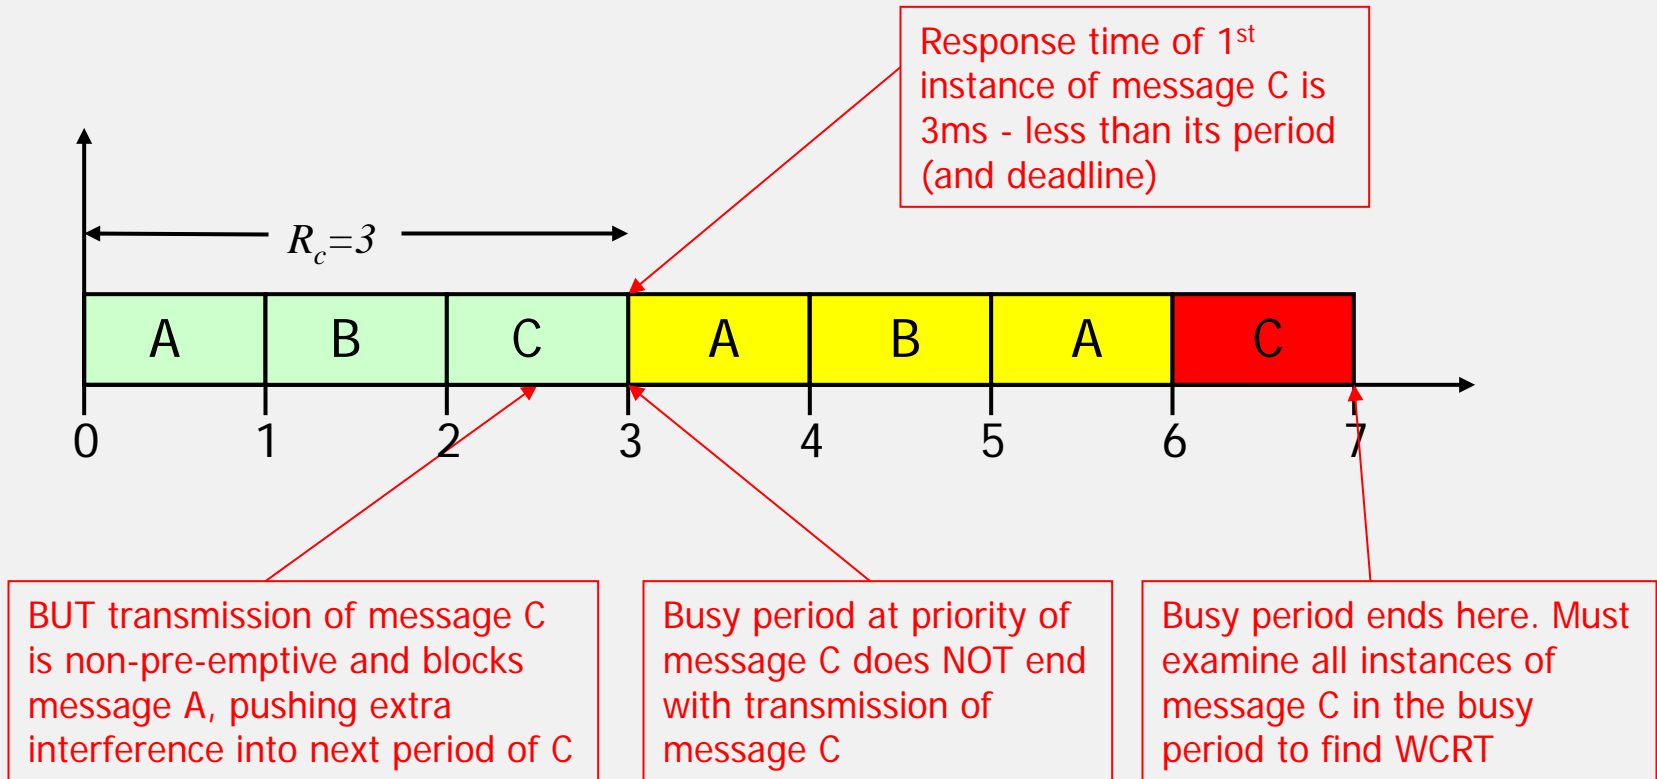 Response time of 1st
instance of message C is
3ms - less than its period
(and deadline)
Rc=3
A B C A B A C
0 1 2 3 4 5 6 7
BUT transmission of message C
is non-pre-emptive and blocks
message A, pushing extra
interference into next period of C
Busy period at priority of
message C does NOT end
with transmission of
message C
Busy period ends here. Must
examine all instances of
message C in the busy
period to find WCRT